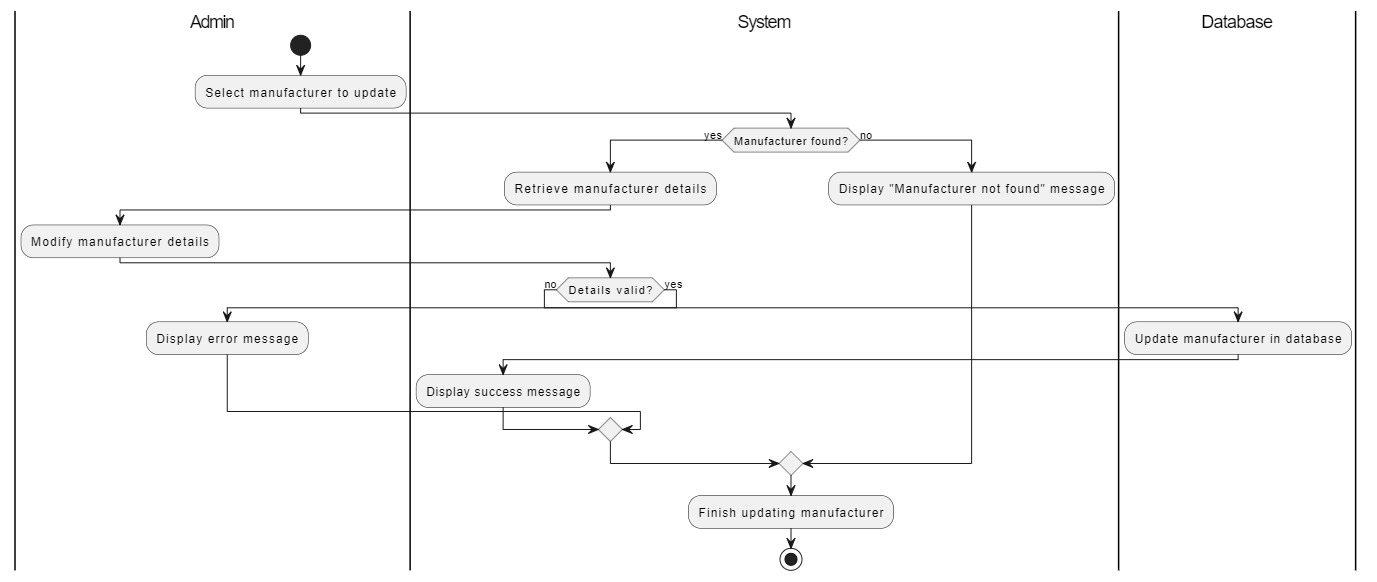 Admin
System
Database
Select manufacturer to update
yes
Manufacturer found?
no
Retrieve manufacturer details
Display "Manufacturer not found" message
Modify manufacturer details
no
Details valid?
yes
Display error message
Update manufacturer in database
Display success message
Finish updating manufacturer